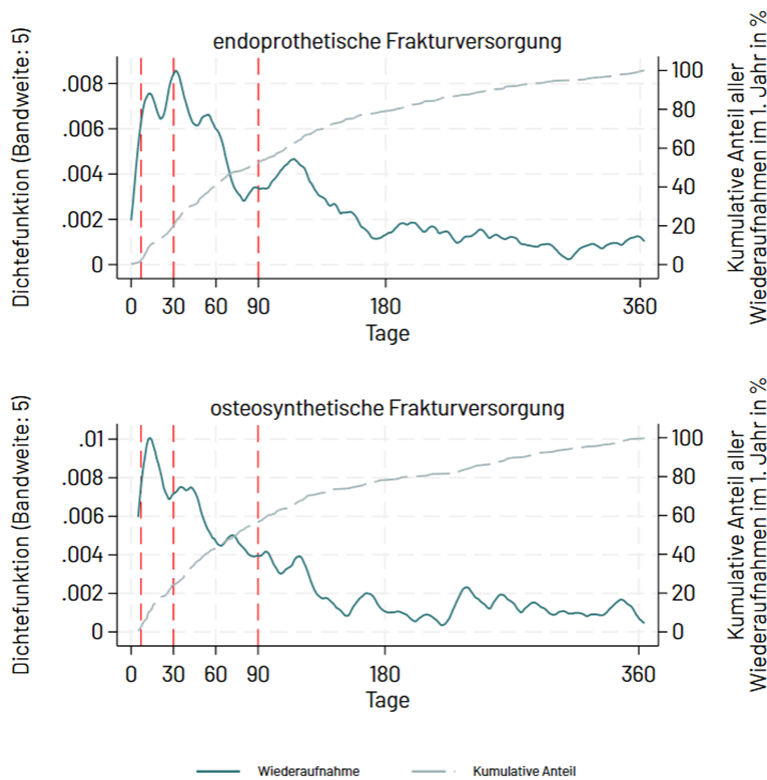 endoprothetische Frakturversorgung
Dichtefunktion (Bandweite: 5)
.008
.006
.004
.002
0
100
80
60
40
20
0
Kumulative Anteil aller
Wiederaufnahmen im 1. Jahr in %
0 30 60 90 180 360
Tage
osteosynthetische Frakturversorgung
Dichtefunktion (Bandweite: 5)
.01
.008
.006
.004
.002
0
100
80
60
40
20
0
Kumulative Anteil aller
Wiederaufnahmen im 1. Jahr in %
0 30 60 90 180 360
Tage
Wiederaufnahme Kumulative Anteil